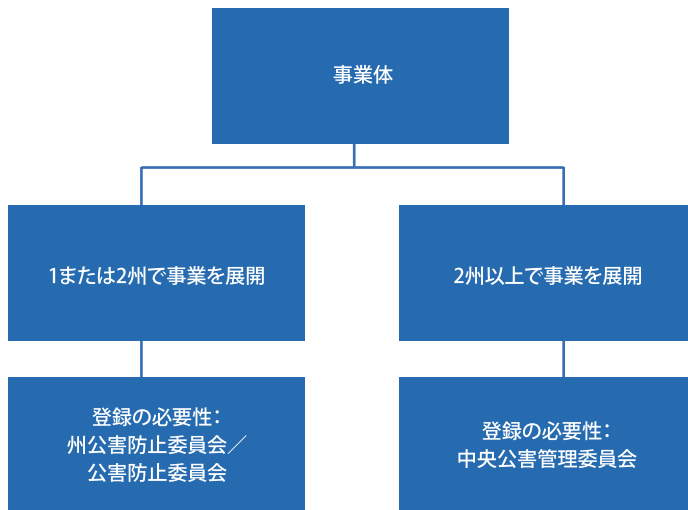 事業体
1または2州で事業を展開
2州以上で事業を展開
登録の必要性：
州公害防止委員会／
公害防止委員会
登録の必要性：
中央公害管理委員会